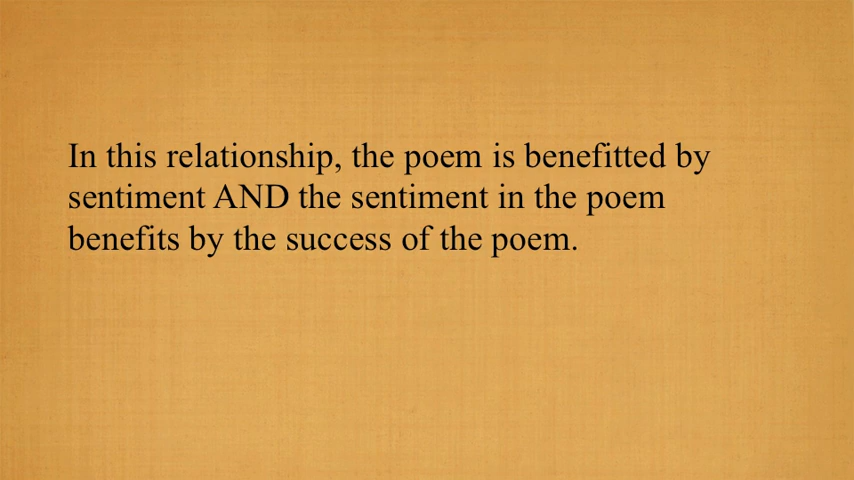 In this relationship, the poem is benefitted by
sentiment AND the sentiment in the poem
benefits by the success of the poem.